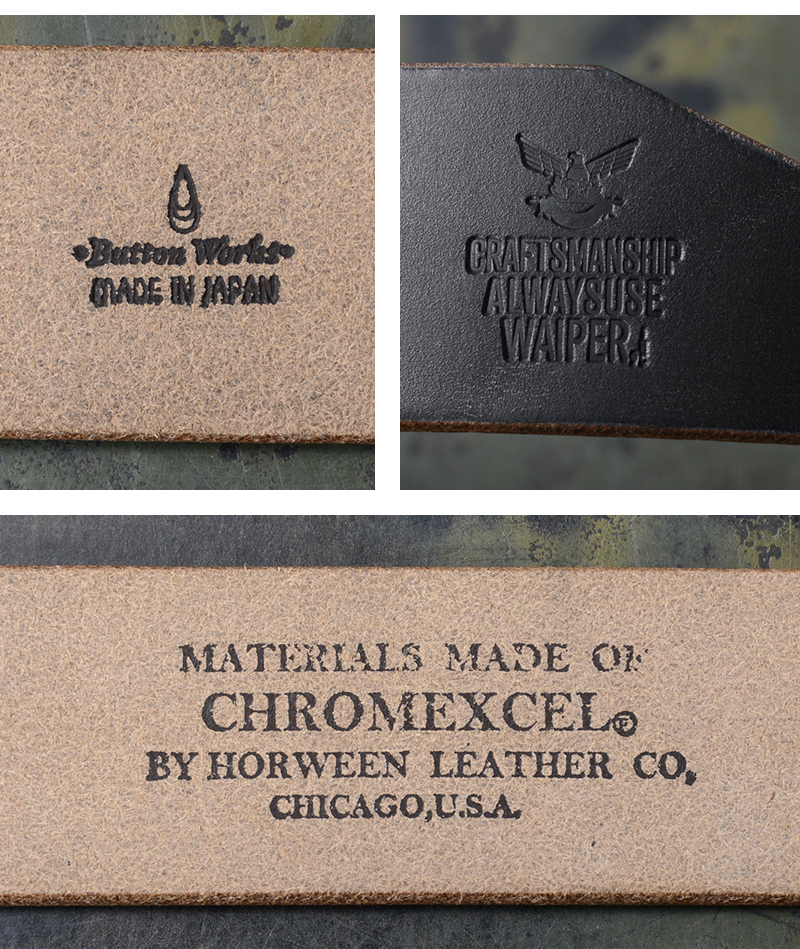 •Button Works•
MADE IN JAPAN
CRAFTSMANSHIP
ALWAYSUSE
WAIPER.!
MATERIALS MADE OF
CHROMEXCEL®
BY HORWEEN LEATHER CO,
CHICAGO,U.S.A.